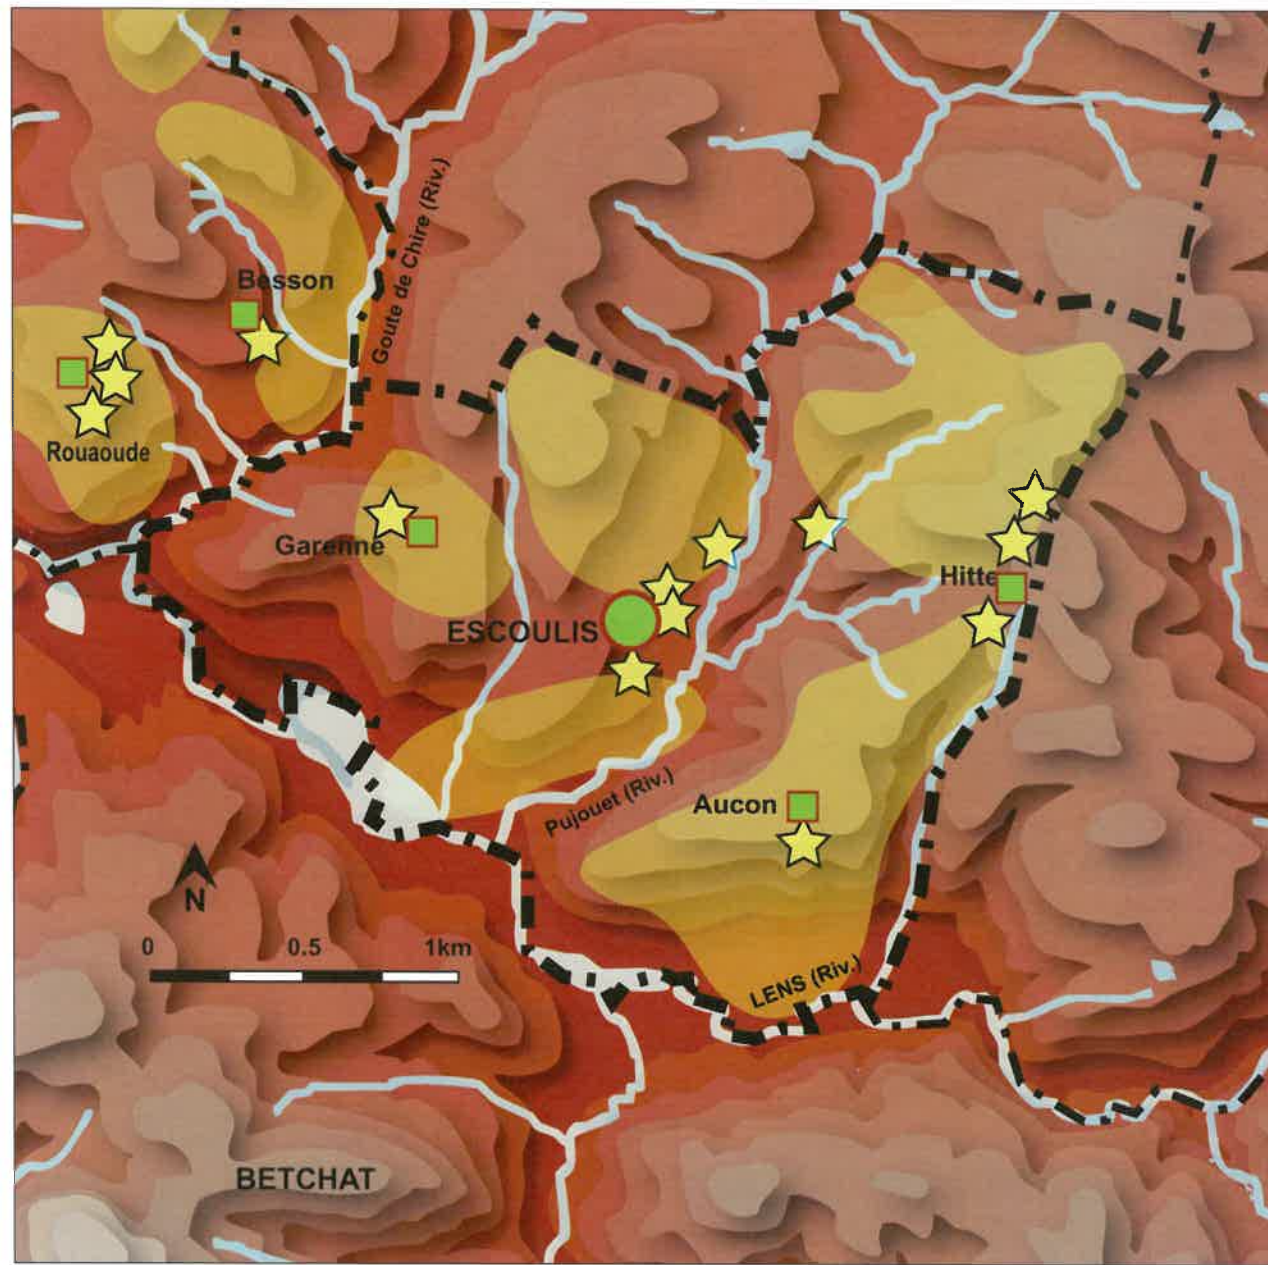 Besson
Goute de Chire (Riv.)
Rouaoude
Garenne
Hitte
ESCOULIS
Pujouet (Riv.)
Aucon
N
0 0.5 1km
LENS (Riv.)
BETCHAT